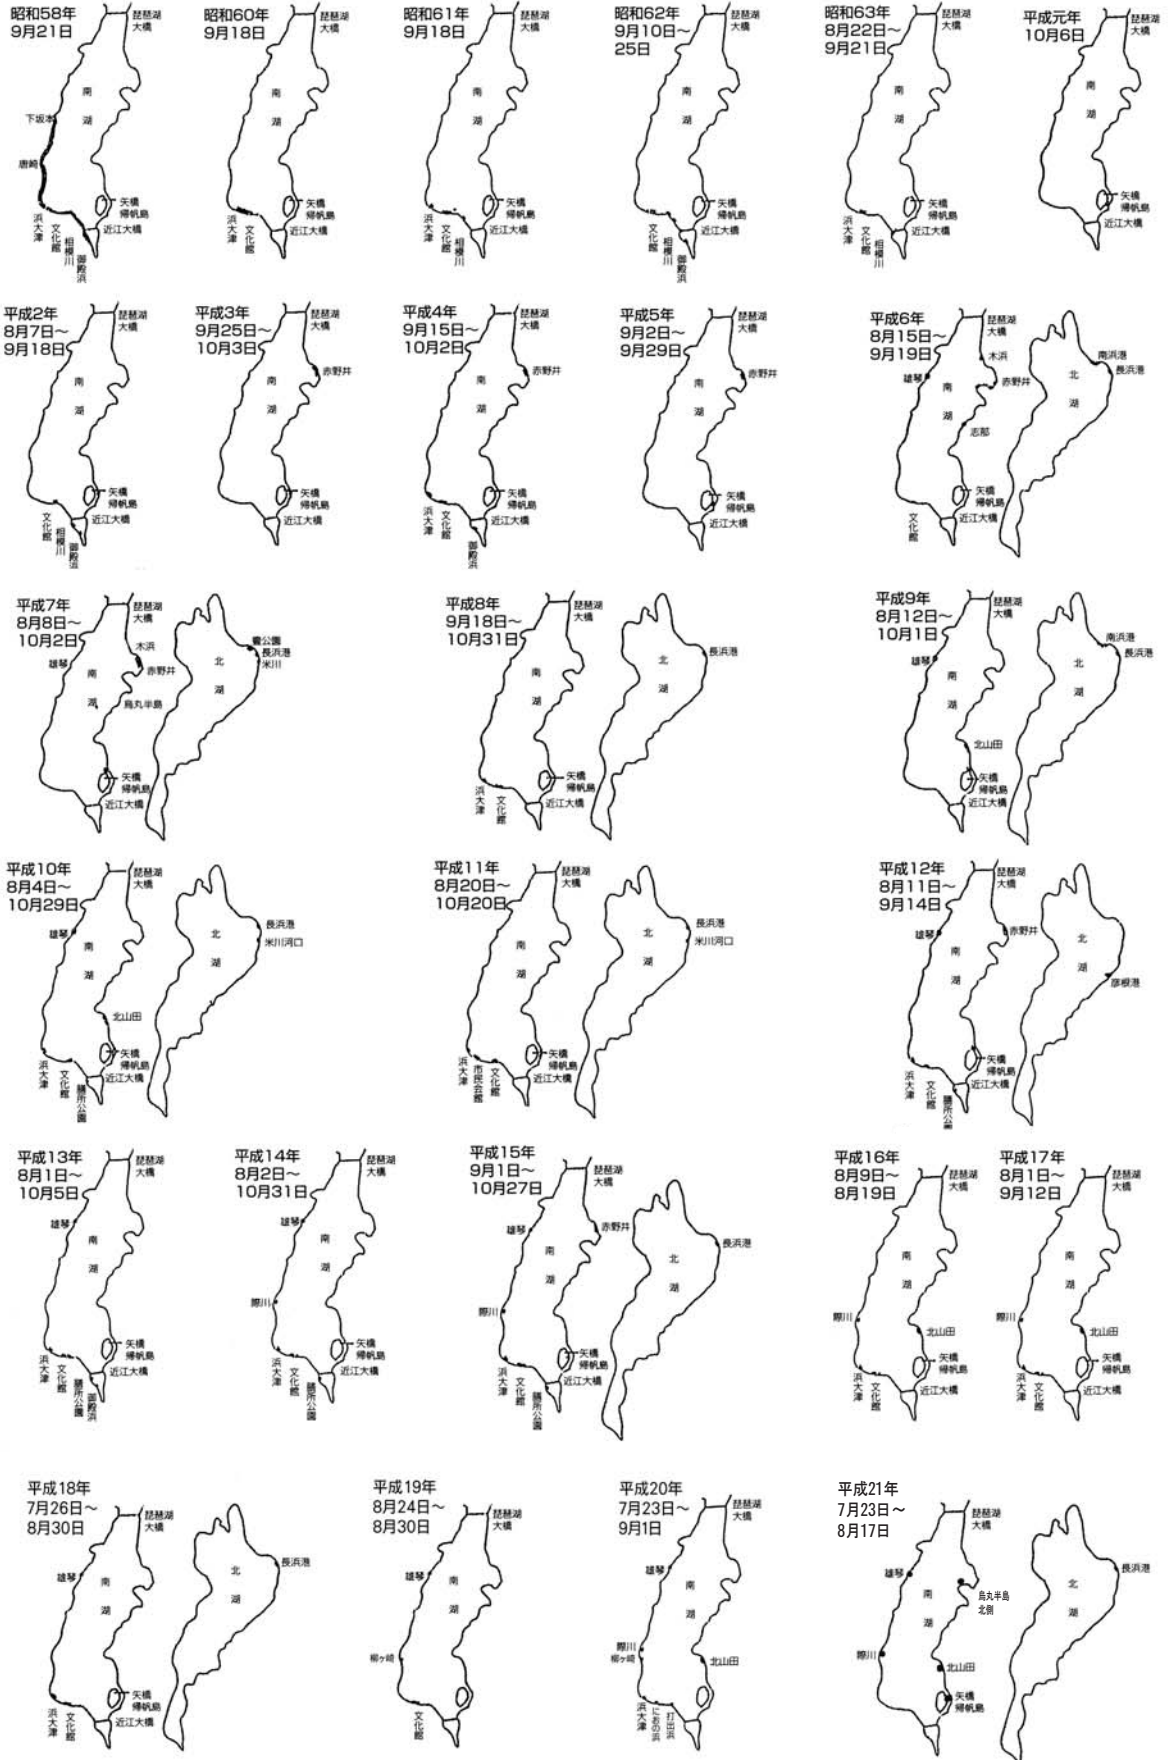 昭和58年
9月21日
琵琶湖
大橋
南
湖
下坂本
唐崎
矢橋
帰帆島
近江大橋
浜大津
文化館
相模川
御殿浜
昭和60年
9月18日
琵琶湖
大橋
南
湖
矢橋
帰帆島
近江大橋
浜大津
文化館
昭和61年
9月18日
琵琶湖
大橋
南
湖
矢橋
帰帆島
近江大橋
浜大津
文化館
相模川
昭和62年
9月10日～
25日
琵琶湖
大橋
南
湖
矢橋
帰帆島
近江大橋
文化館
相模川
御殿浜
昭和63年
8月22日～
9月21日
琵琶湖
大橋
南
湖
矢橋
帰帆島
近江大橋
浜大津
文化館
相模川
平成元年
10月6日
琵琶湖
大橋
南
湖
矢橋
帰帆島
近江大橋
平成2年
8月7日～
9月18日
琵琶湖
大橋
南
湖
矢橋
帰帆島
近江大橋
文化館
相模川
御殿浜
平成3年
9月25日～
10月3日
琵琶湖
大橋
赤野井
南
湖
矢橋
帰帆島
近江大橋
平成4年
9月15日～
10月2日
琵琶湖
大橋
赤野井
南
湖
矢橋
帰帆島
近江大橋
浜大津
文化館
御殿浜
平成5年
9月2日～
9月29日
琵琶湖
大橋
赤野井
南
湖
矢橋
帰帆島
近江大橋
平成6年
8月15日～
9月19日
琵琶湖
大橋
木浜
雄琴
赤野井
南
湖
志那
矢橋
帰帆島
近江大橋
文化館
南浜港
長浜港
北
湖
平成7年
8月8日～
10月2日
琵琶湖
大橋
木浜
雄琴
赤野井
南
湖
烏丸半島
矢橋
帰帆島
近江大橋
豊公園
長浜港
米川
北
湖
平成8年
9月18日～
10月31日
琵琶湖
大橋
南
湖
矢橋
帰帆島
近江大橋
浜大津
文化館
長浜港
北
湖
平成9年
8月12日～
10月1日
琵琶湖
大橋
雄琴
南
湖
北山田
矢橋
帰帆島
近江大橋
南浜港
長浜港
北
湖
平成10年
8月4日～
10月29日
琵琶湖
大橋
雄琴
南
湖
北山田
矢橋
帰帆島
近江大橋
浜大津
文化館
膳所公園
長浜港
米川河口
北
湖
平成11年
8月20日～
10月20日
琵琶湖
大橋
南
湖
矢橋
帰帆島
近江大橋
浜大津
市民会館
文化館
長浜港
米川河口
北
湖
平成12年
8月11日～
9月14日
琵琶湖
大橋
雄琴
赤野井
南
湖
矢橋
帰帆島
近江大橋
浜大津
文化館
膳所公園
北
湖
彦根港
平成13年
8月1日～
10月5日
琵琶湖
大橋
雄琴
南
湖
矢橋
帰帆島
近江大橋
浜大津
文化館
膳所公園
御殿浜
平成14年
8月2日～
10月31日
琵琶湖
大橋
雄琴
南
湖
際川
矢橋
帰帆島
近江大橋
浜大津
文化館
膳所公園
平成15年
9月1日～
10月27日
琵琶湖
大橋
雄琴
赤野井
南
湖
際川
矢橋
帰帆島
近江大橋
浜大津
文化館
膳所公園
長浜港
北
湖
平成16年
8月9日～
8月19日
琵琶湖
大橋
南
湖
際川
北山田
矢橋
帰帆島
近江大橋
浜大津
文化館
平成17年
8月1日～
9月12日
琵琶湖
大橋
南
湖
際川
北山田
矢橋
帰帆島
近江大橋
浜大津
文化館
平成18年
7月26日～
8月30日
琵琶湖
大橋
雄琴
南
湖
矢橋
帰帆島
近江大橋
浜大津
文化館
長浜港
北
湖
平成19年
8月24日～
8月30日
琵琶湖
大橋
雄琴
南
湖
柳ヶ崎
文化館
平成20年
7月23日～
9月1日
琵琶湖
大橋
雄琴
南
湖
際川
柳ヶ崎
北山田
浜大津
におの浜
打出浜
平成21年
7月23日～
8月17日
琵琶湖
大橋
雄琴
南
湖
烏丸半島
北側
際川
北山田
矢橋
帰帆島
長浜港
北
湖